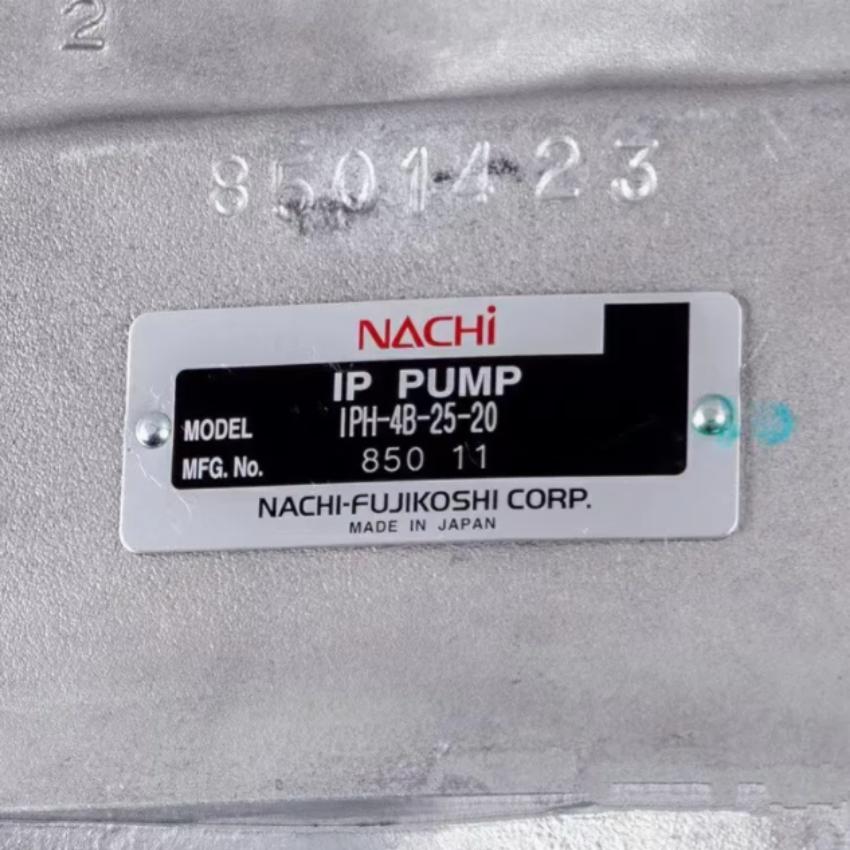 2
8501423
NACHi
IP PUMP
MODEL IPH-4B-25-20
MFG. No. 850 11
NACHI-FUJIKOSHI CORP.
MADE IN JAPAN